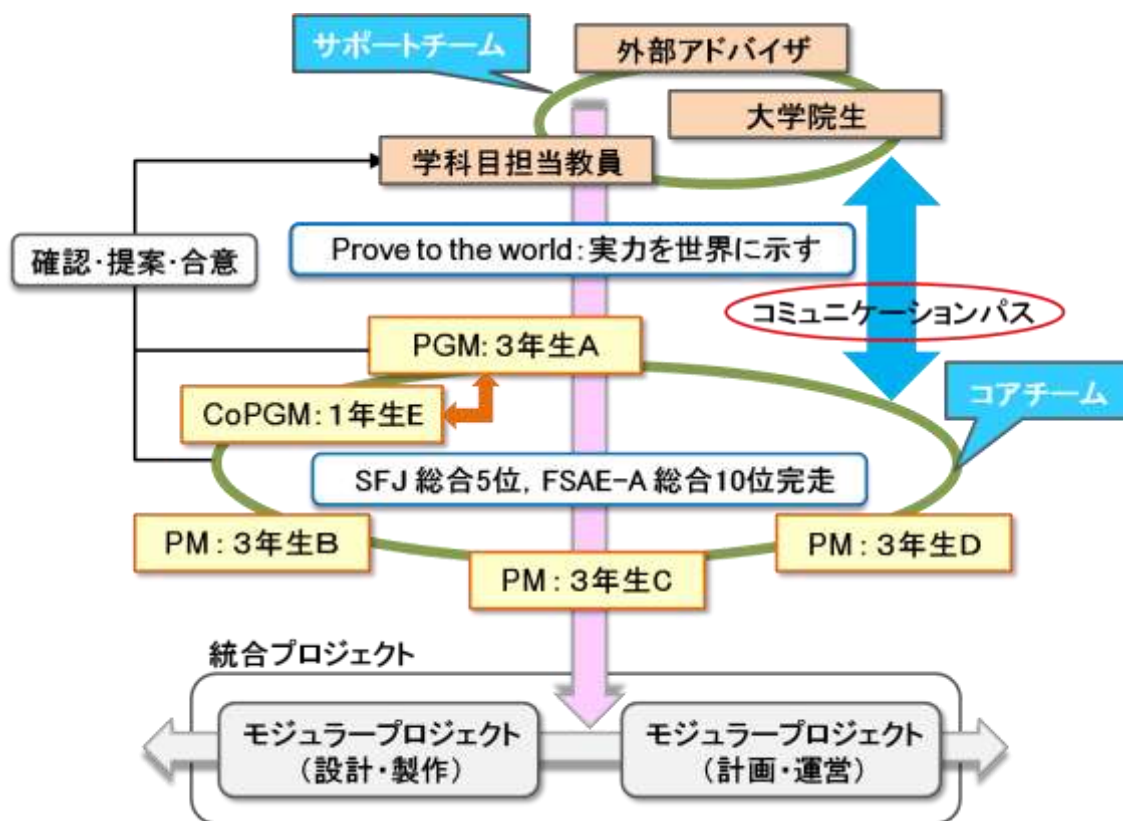 サポートチーム
外部アドバイザ
大学院生
学科目担当教員
確認・提案・合意
Prove to the world：実力を世界に示す
コミュニケーションパス
PGM：３年生A
CoPGM：１年生E
コアチーム
SFJ 総合5位，FSAE-A 総合10位完走
PM：３年生B
PM：３年生C
PM：３年生D
統合プロジェクト
モジュラープロジェクト
（設計・製作）
モジュラープロジェクト
（計画・運営）